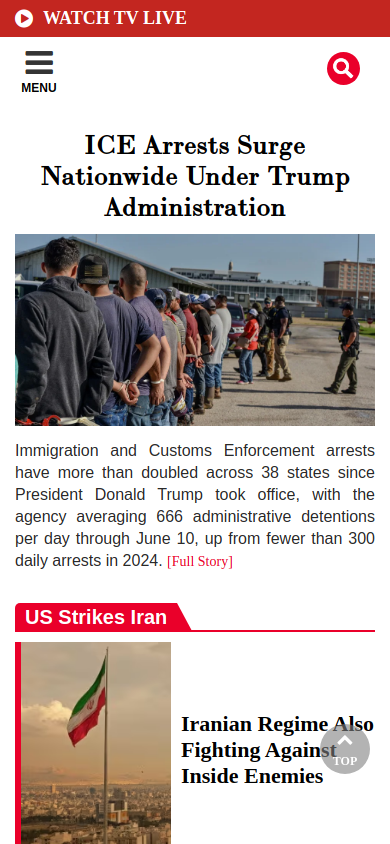 WATCH TV LIVE
MENU
ICE Arrests Surge
Nationwide Under Trump
Administration
Immigration and Customs Enforcement arrests
have more than doubled across 38 states since
President Donald Trump took office, with the
agency averaging 666 administrative detentions
per day through June 10, up from fewer than 300
daily arrests in 2024. [Full Story]
US Strikes Iran
Iranian Regime Also
Fighting Against
Inside Enemies
TOP